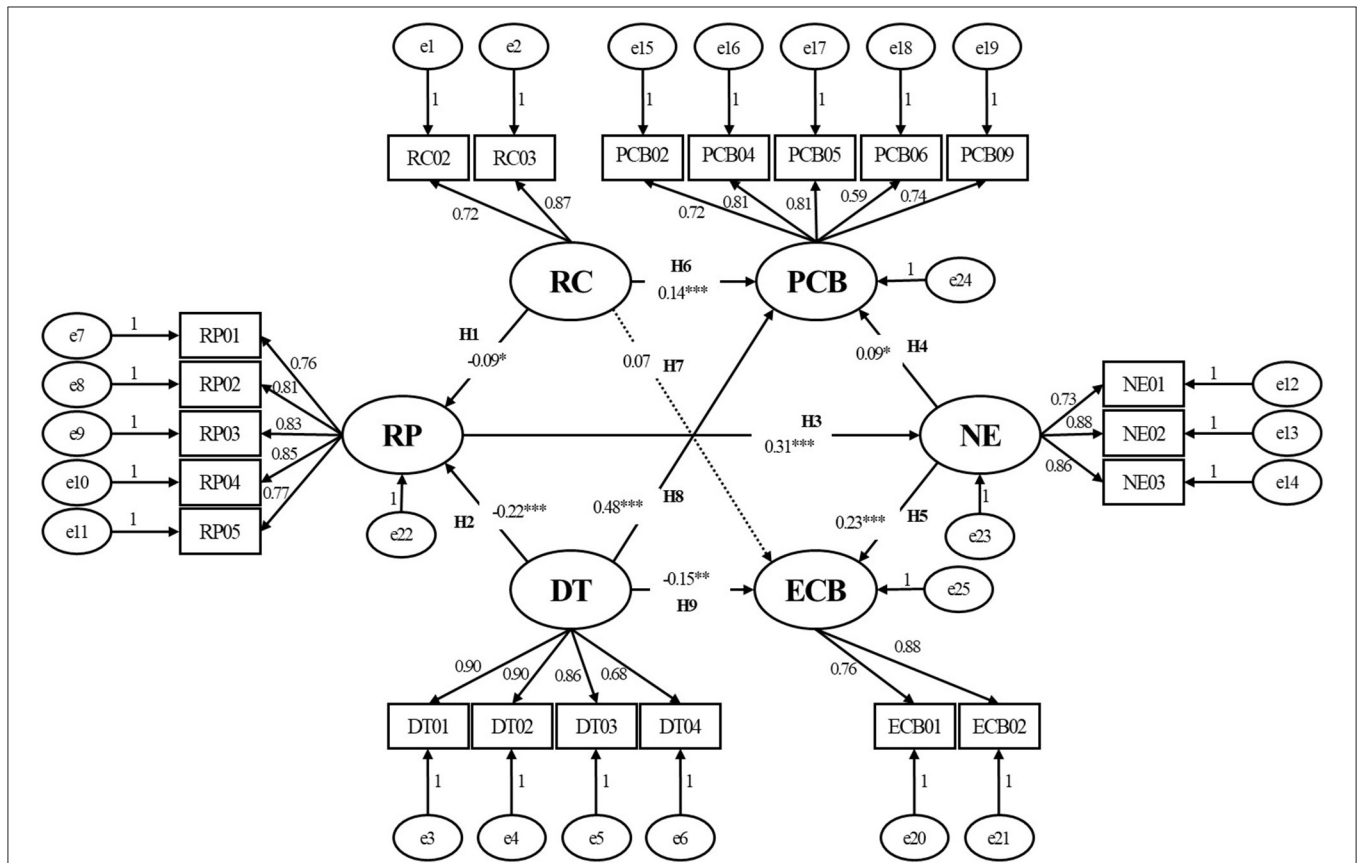 e1 e2 e15 e16 e17 e18 e19
1 1 1 1 1 1 1
RC02 RC03 PCB02 PCB04 PCB05 PCB06 PCB09
0.72 0.87 0.72 0.81 0.81 0.59 0.74
RC H6 PCB 1 e24
0.14***
e7 1 RP01 H1 H7 H4
-0.09* 0.07 0.09*
0.76
e8 1 RP02 0.81 NE01 1 e12
0.73
e9 1 RP03 0.83 RP H3 NE 0.88 NE02 1 e13
0.31***
e10 1 RP04 0.85 0.86 NE03 1 e14
0.77
e11 1 RP05 1 e22 H2 -0.22*** 0.48*** H8 0.23*** H5 1 e23
DT -0.15** ECB 1 e25
H9
0.90 0.90 0.86 0.68 0.76 0.88
DT01 DT02 DT03 DT04 ECB01 ECB02
1 1 1 1 1 1
e3 e4 e5 e6 e20 e21